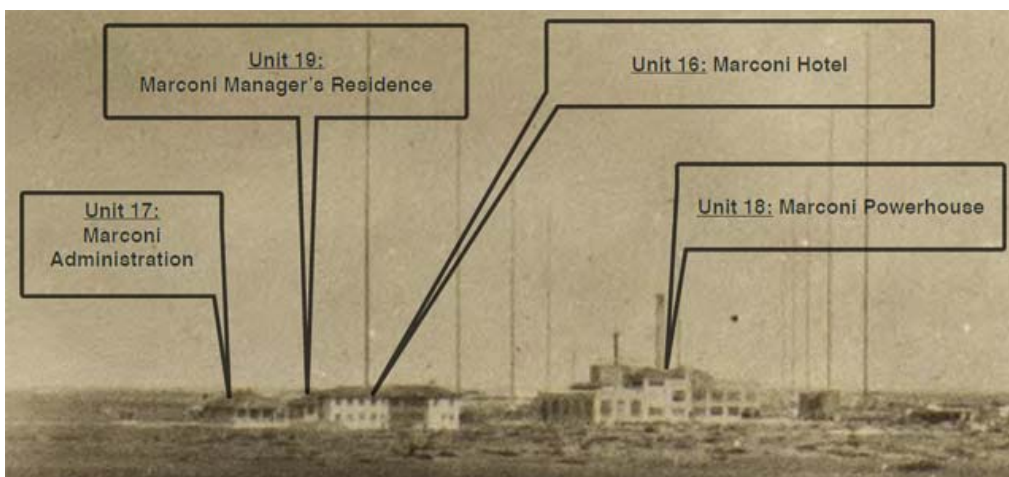 Unit 19:
Marconi Manager's Residence
Unit 16: Marconi Hotel
Unit 17:
Marconi
Administration
Unit 18: Marconi Powerhouse